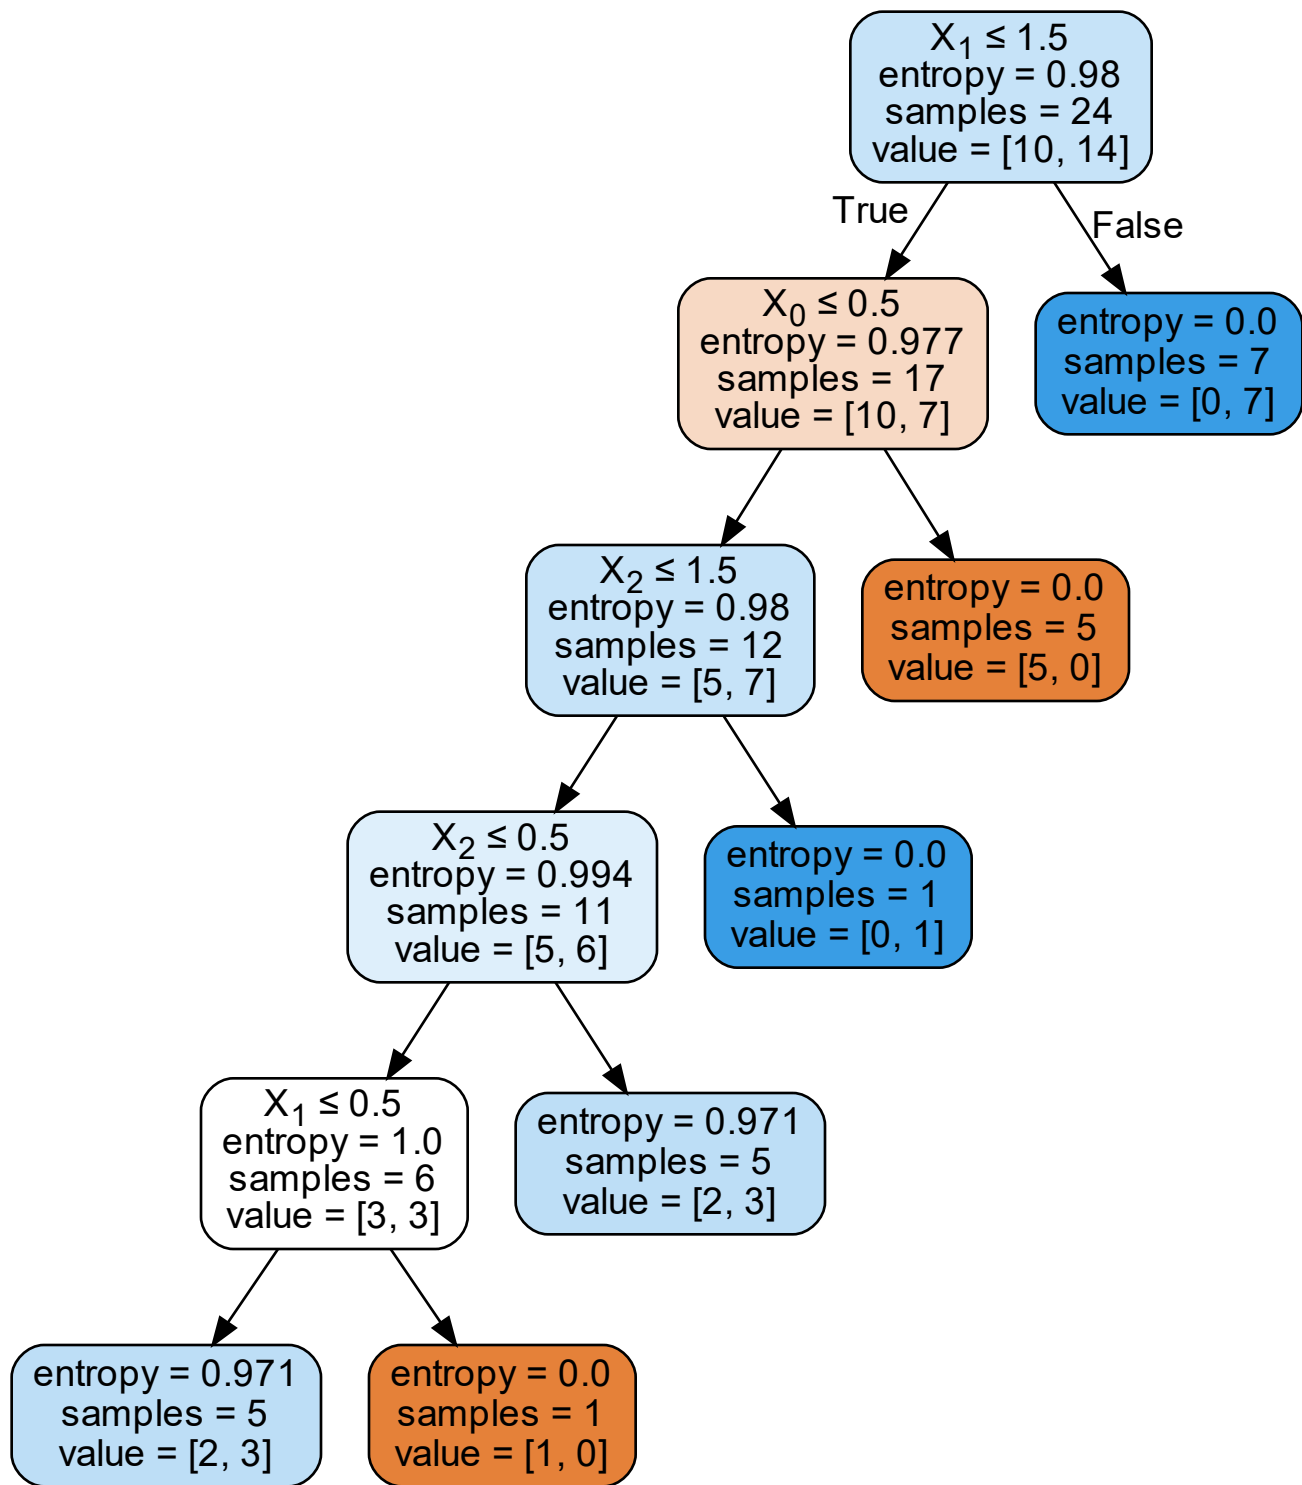 X₁ ≤ 1.5
entropy = 0.98
samples = 24
value = [10, 14]
True
False
X₀ ≤ 0.5
entropy = 0.977
samples = 17
value = [10, 7]
entropy = 0.0
samples = 7
value = [0, 7]
X₂ ≤ 1.5
entropy = 0.98
samples = 12
value = [5, 7]
entropy = 0.0
samples = 5
value = [5, 0]
X₂ ≤ 0.5
entropy = 0.994
samples = 11
value = [5, 6]
entropy = 0.0
samples = 1
value = [0, 1]
X₁ ≤ 0.5
entropy = 1.0
samples = 6
value = [3, 3]
entropy = 0.971
samples = 5
value = [2, 3]
entropy = 0.971
samples = 5
value = [2, 3]
entropy = 0.0
samples = 1
value = [1, 0]